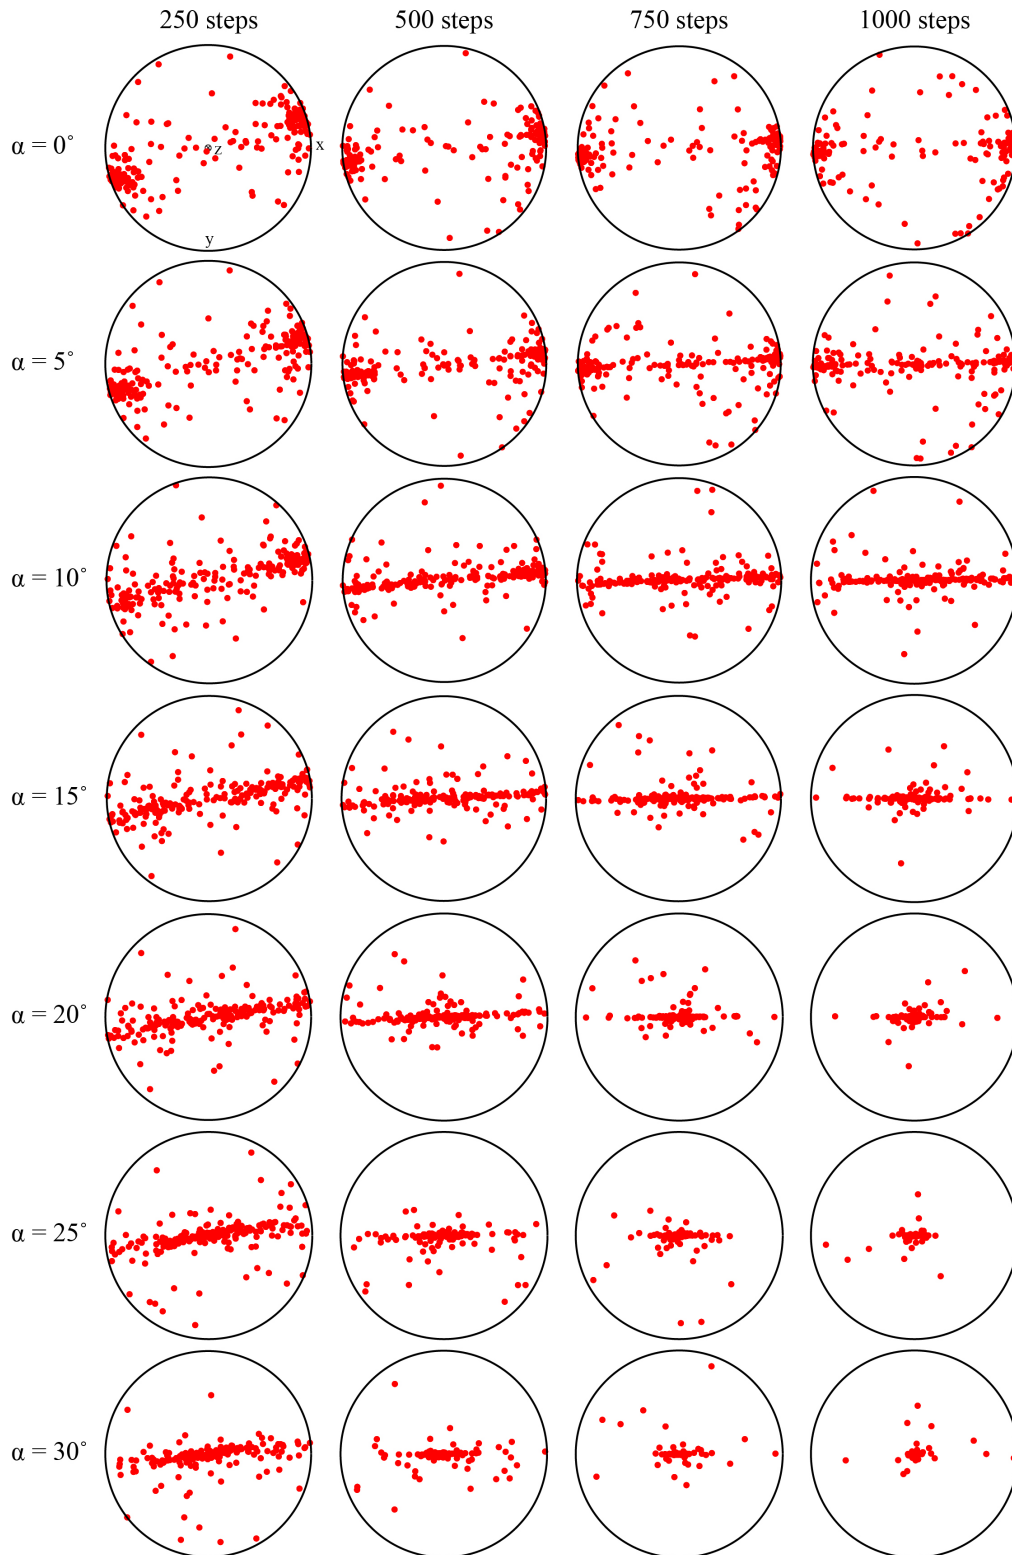 250 steps 500 steps 750 steps 1000 steps
α = 0˚
z
x
y
α = 5˚
α = 10˚
α = 15˚
α = 20˚
α = 25˚
α = 30˚